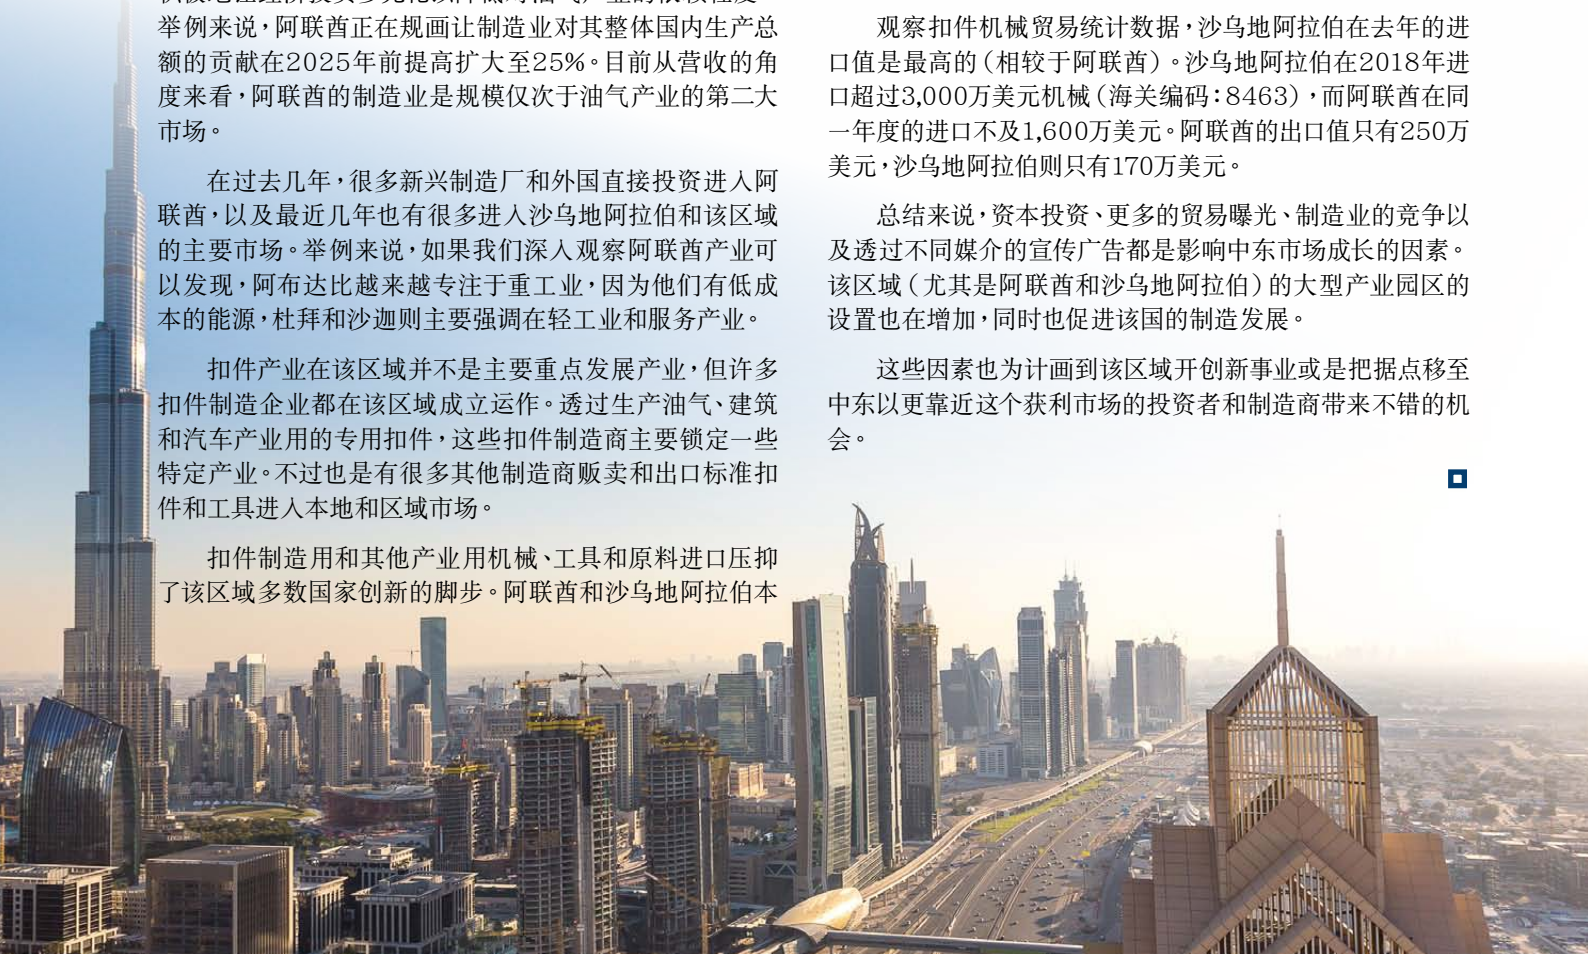 举例来说，阿联酋正在规画让制造业对其整体国内生产总
额的贡献在2025年前提高扩大至25%。目前从营收的角
度来看，阿联酋的制造业是规模仅次于油气产业的第二大
市场。
在过去几年，很多新兴制造厂和外国直接投资进入阿
联酋，以及最近几年也有很多进入沙乌地阿拉伯和该区域
的主要市场。举例来说，如果我们深入观察阿联酋产业可
以发现，阿布达比越来越专注于重工业，因为他们有低成
本的能源，杜拜和沙迦则主要强调在轻工业和服务产业。
扣件产业在该区域并不是主要重点发展产业，但许多
扣件制造企业都在该区域成立运作。透过生产油气、建筑
和汽车产业用的专用扣件，这些扣件制造商主要锁定一些
特定产业。不过也是有很多其他制造商贩卖和出口标准扣
件和工具进入本地和区域市场。
扣件制造用和其他产业用机械、工具和原料进口压抑
了该区域多数国家创新的脚步。阿联酋和沙乌地阿拉伯本
观察扣件机械贸易统计数据，沙乌地阿拉伯在去年的进
口值是最高的（相较于阿联酋）。沙乌地阿拉伯在2018年进
口超过3,000万美元机械（海关编码：8463），而阿联酋在同
一年度的进口不及1,600万美元。阿联酋的出口值只有250万
美元，沙乌地阿拉伯则只有170万美元。
总结来说，资本投资、更多的贸易曝光、制造业的竞争以
及透过不同媒介的宣传广告都是影响中东市场成长的因素。
该区域（尤其是阿联酋和沙乌地阿拉伯）的大型产业园区的
设置也在增加，同时也促进该国的制造发展。
这些因素也为计画到该区域开创新事业或是把据点移至
中东以更靠近这个获利市场的投资者和制造商带来不错的机
会。